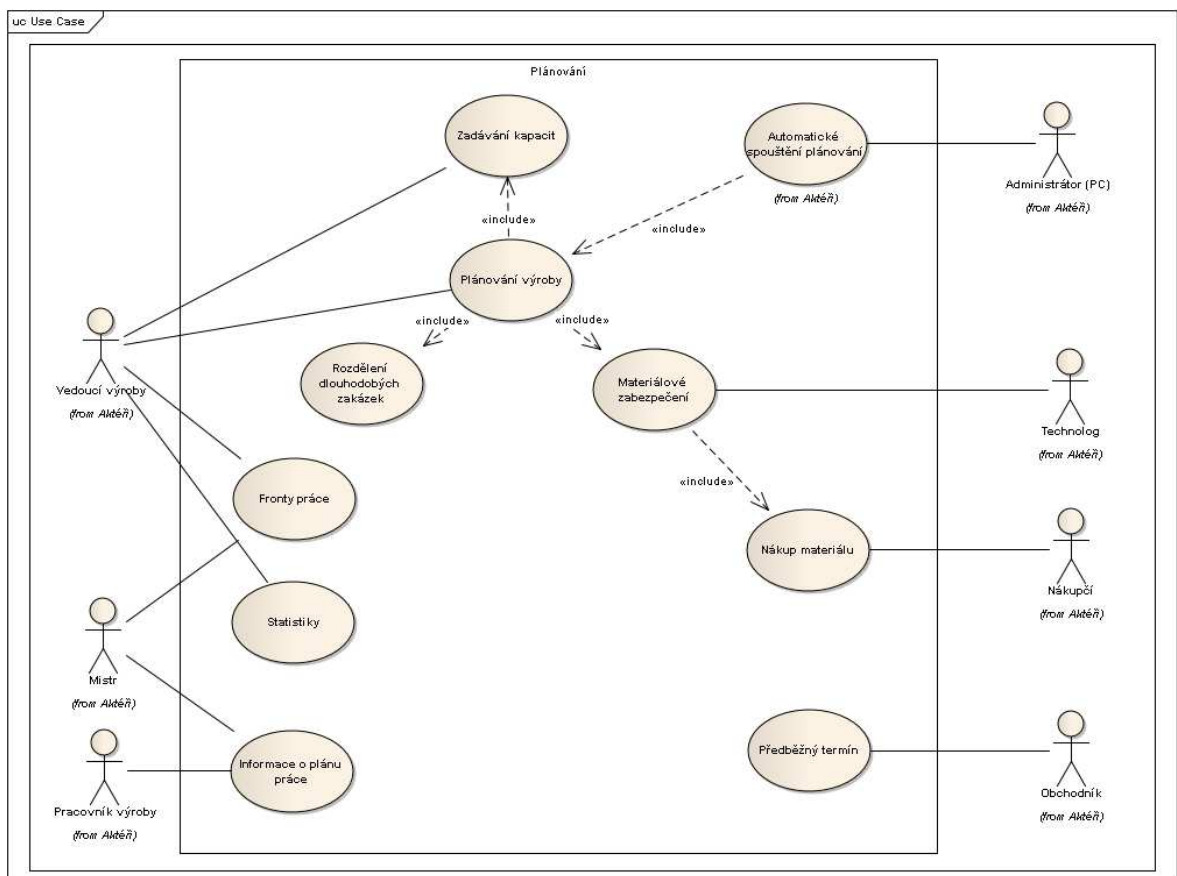 uc Use Case
Plánování
Zadávání kapacit
Automatické
spouštění plánování
(from Aktéři)
Administrátor (PC)
(from Aktéři)
«include»
«include»
Plánování výroby
«include»
«include»
Vedoucí výroby
(from Aktéři)
Rozdělení
dlouhodobých
zakázek
Materiálové
zabezpečení
Technolog
(from Aktéři)
Fronty práce
«include»
Nákup materiálu
Nákupčí
(from Aktéři)
Statistiky
Mistr
(from Aktéři)
Informace o plánu
práce
Předběžný termín
Pracovník výroby
(from Aktéři)
Obchodník
(from Aktéři)